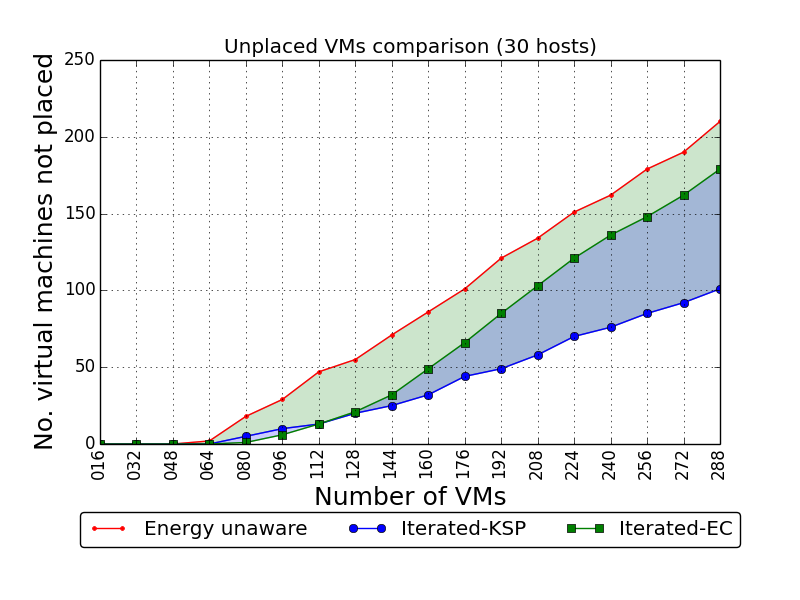 Unplaced VMs comparison (30 hosts)
No. virtual machines not placed
250
200
150
100
50
0
016 032 048 064 080 096 112 128 144 160 176 192 208 224 240 256 272 288
Number of VMs
Energy unaware Iterated-KSP Iterated-EC